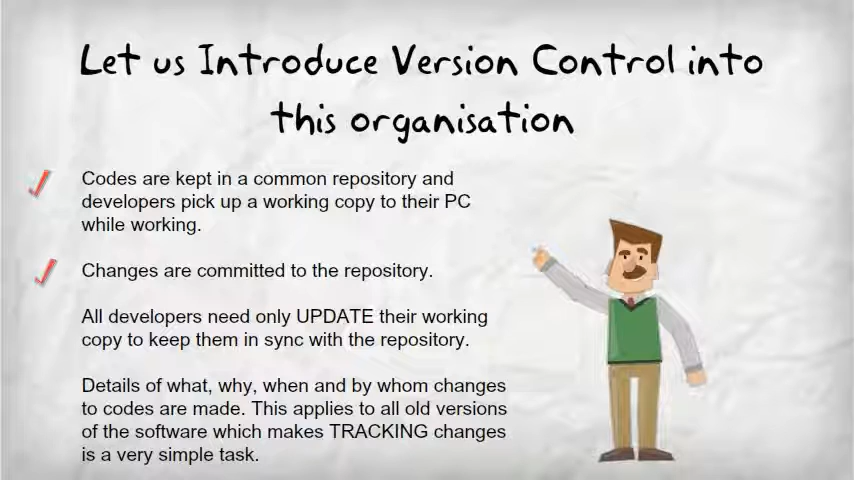 Let us Introduce Version Control into
this organisation
Codes are kept in a common repository and
developers pick up a working copy to their PC
while working.
Changes are committed to the repository.
All developers need only UPDATE their working
copy to keep them in sync with the repository.
Details of what, why, when and by whom changes
to codes are made. This applies to all old versions
of the software which makes TRACKING changes
is a very simple task.